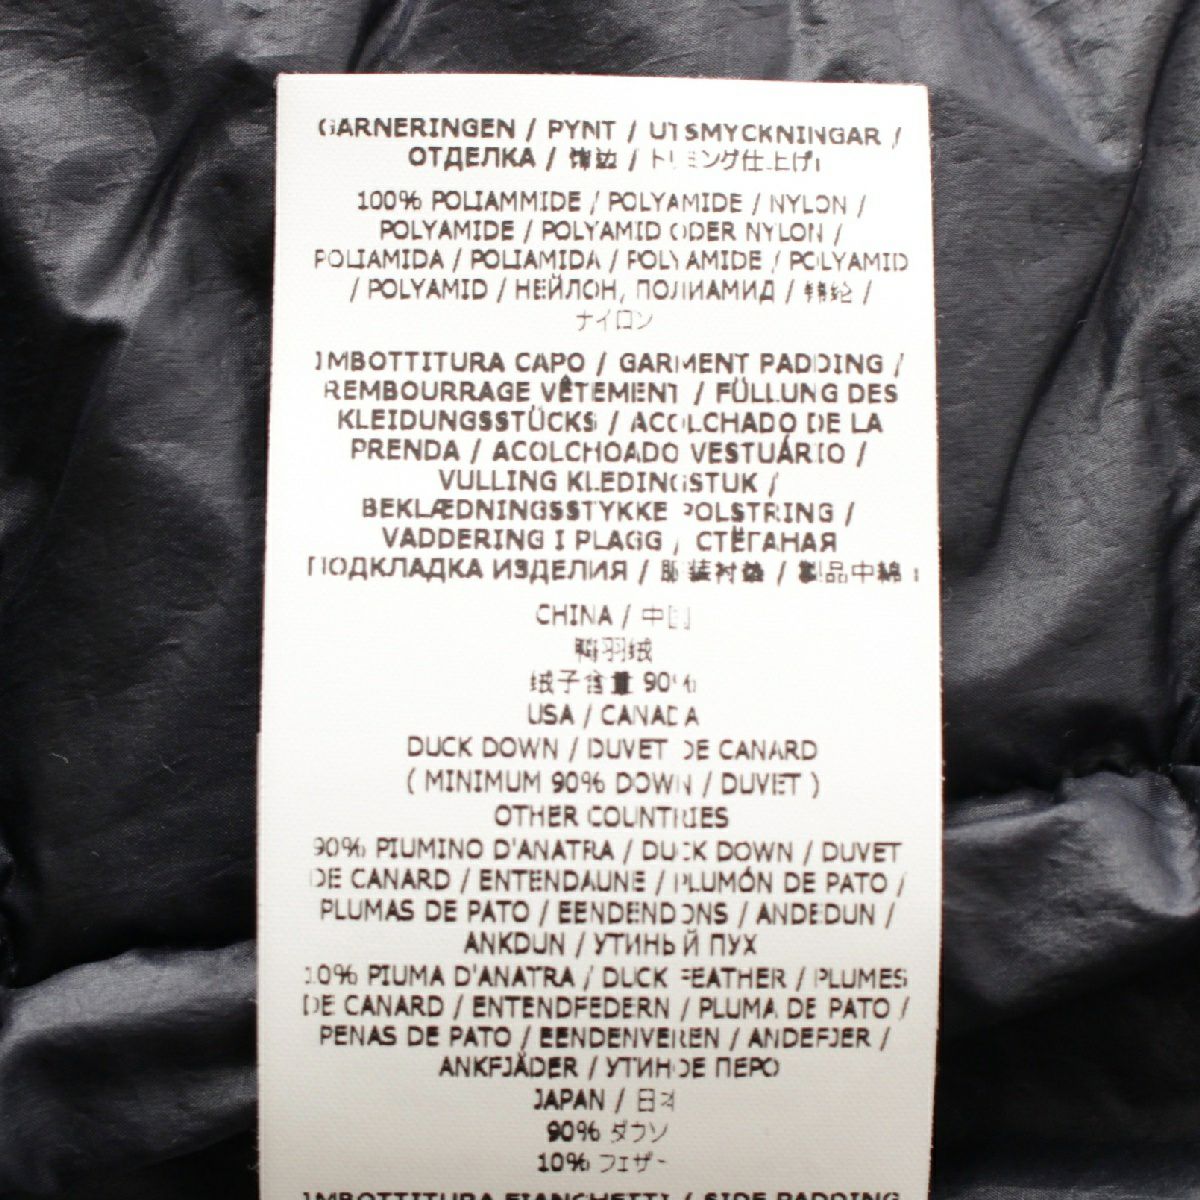 GARNERINGEN / PYNT / UTSMYCKNINGAR /
ОТДЕЛКА / 饰边 / トリミング仕上げ
100% POLIAMMIDE / POLYAMIDE / NYLON /
POLYAMIDE / POLYAMID ODER NYLON /
POLIAMIDA / POLIAMIDA / POLYAMIDE / POLYAMID
/ POLYAMID / НЕЙЛОН, ПОЛИАМИД / 锦纶 /
ナイロン
IMBOTTITURA CAPO / GARMENT PADDING /
REMBOURRAGE VÊTEMENT / FÜLLUNG DES
KLEIDUNGSSTÜCKS / ACOLCHADO DE LA
PRENDA / ACOLCHOADO VESTUÁRIO /
VULLING KLEDINGSTUK /
BEKLÆDNINGSSTYKKE POLSTRING /
VADDERING I PLAGG / СТЁГАНАЯ
ПОДКЛАДКА ИЗДЕЛИЯ / 服装衬垫 / 製品中綿 :
CHINA / 中国
鸭羽绒
绒子含量 90%
USA / CANADA
DUCK DOWN / DUVET DE CANARD
( MINIMUM 90% DOWN / DUVET )
OTHER COUNTRIES
90% PIUMINO D'ANATRA / DUCK DOWN / DUVET
DE CANARD / ENTENDAUNE / PLUMÓN DE PATO /
PLUMAS DE PATO / EENDENDONS / ANDEDUN /
ANKDUN / УТИНЫЙ ПУХ
10% PIUMA D'ANATRA / DUCK FEATHER / PLUMES
DE CANARD / ENTENDFEDERN / PLUMA DE PATO /
PENAS DE PATO / EENDENVEREN / ANDEFJER /
ANKFJÄDER / УТИНОЕ ПЕРО
JAPAN / 日本
90% ダウン
10% フェザー
IMBOTTITURA FIANCHETTI / SIDE PADDING